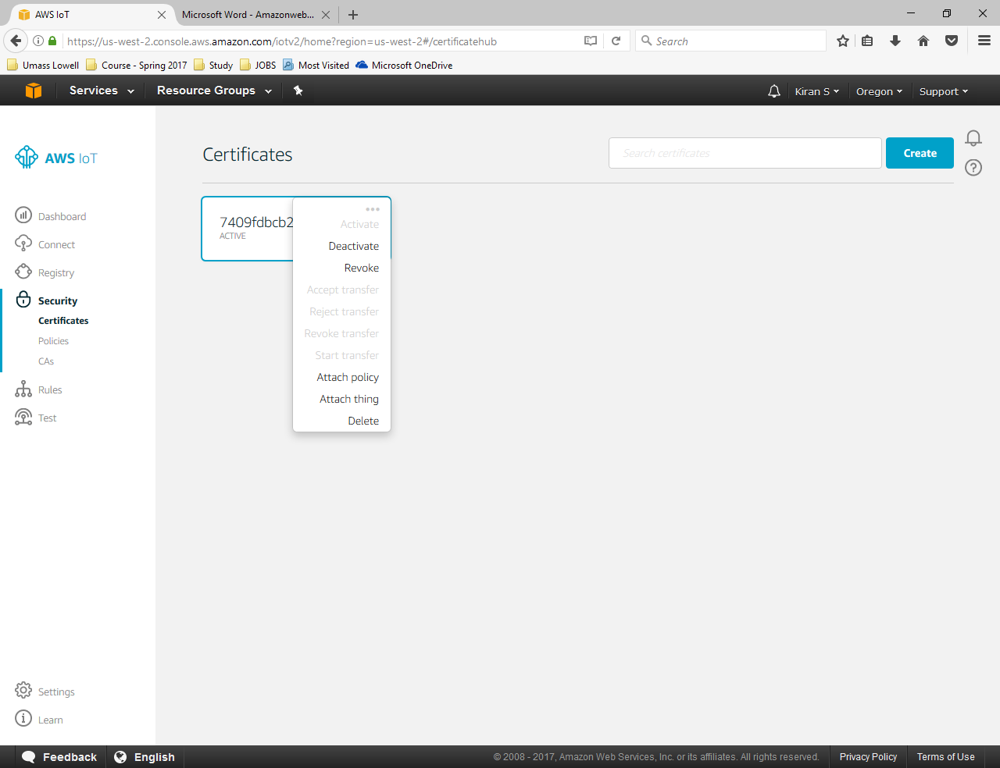 AWS IoT
Microsoft Word - Amazonweb...
https://us-west-2.console.aws.amazon.com/iotv2/home?region=us-west-2#/certificatehub
Search
Umass Lowell
Course - Spring 2017
Study
JOBS
Most Visited
Microsoft OneDrive
Services
Resource Groups
Kiran S
Oregon
Support
AWS IoT
Certificates
Search certificates
Create
Dashboard
Connect
Registry
Security
Certificates
Policies
CAs
Rules
Test
7409fdbcb2
ACTIVE
Activate
Deactivate
Revoke
Accept transfer
Reject transfer
Revoke transfer
Start transfer
Attach policy
Attach thing
Delete
Settings
Learn
Feedback
English
© 2008 - 2017, Amazon Web Services, Inc. or its affiliates. All rights reserved.
Privacy Policy
Terms of Use